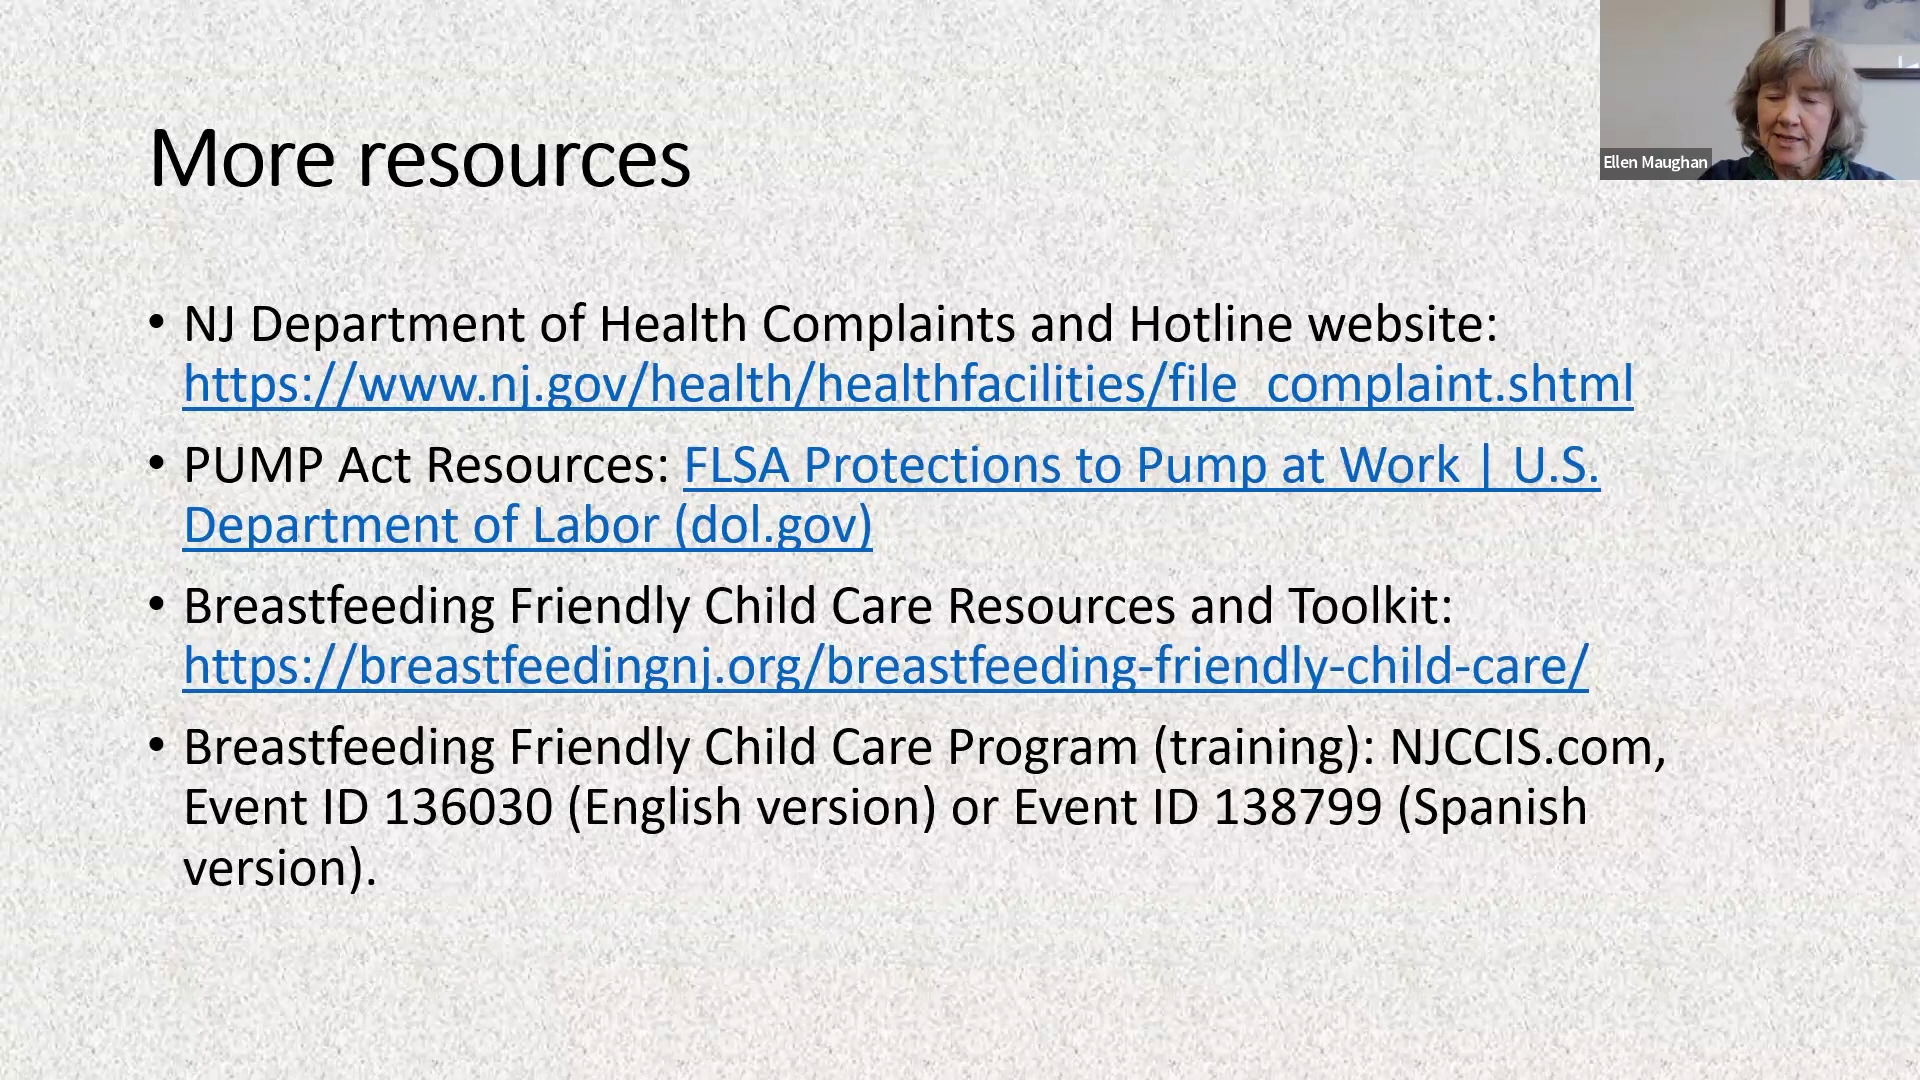 More resources
Ellen Maughan
• NJ Department of Health Complaints and Hotline website:
https://www.nj.gov/health/healthfacilities/file_complaint.shtml
• PUMP Act Resources: FLSA Protections to Pump at Work | U.S.
Department of Labor (dol.gov)
• Breastfeeding Friendly Child Care Resources and Toolkit:
https://breastfeedingnj.org/breastfeeding-friendly-child-care/
• Breastfeeding Friendly Child Care Program (training): NJCCIS.com,
Event ID 136030 (English version) or Event ID 138799 (Spanish
version).